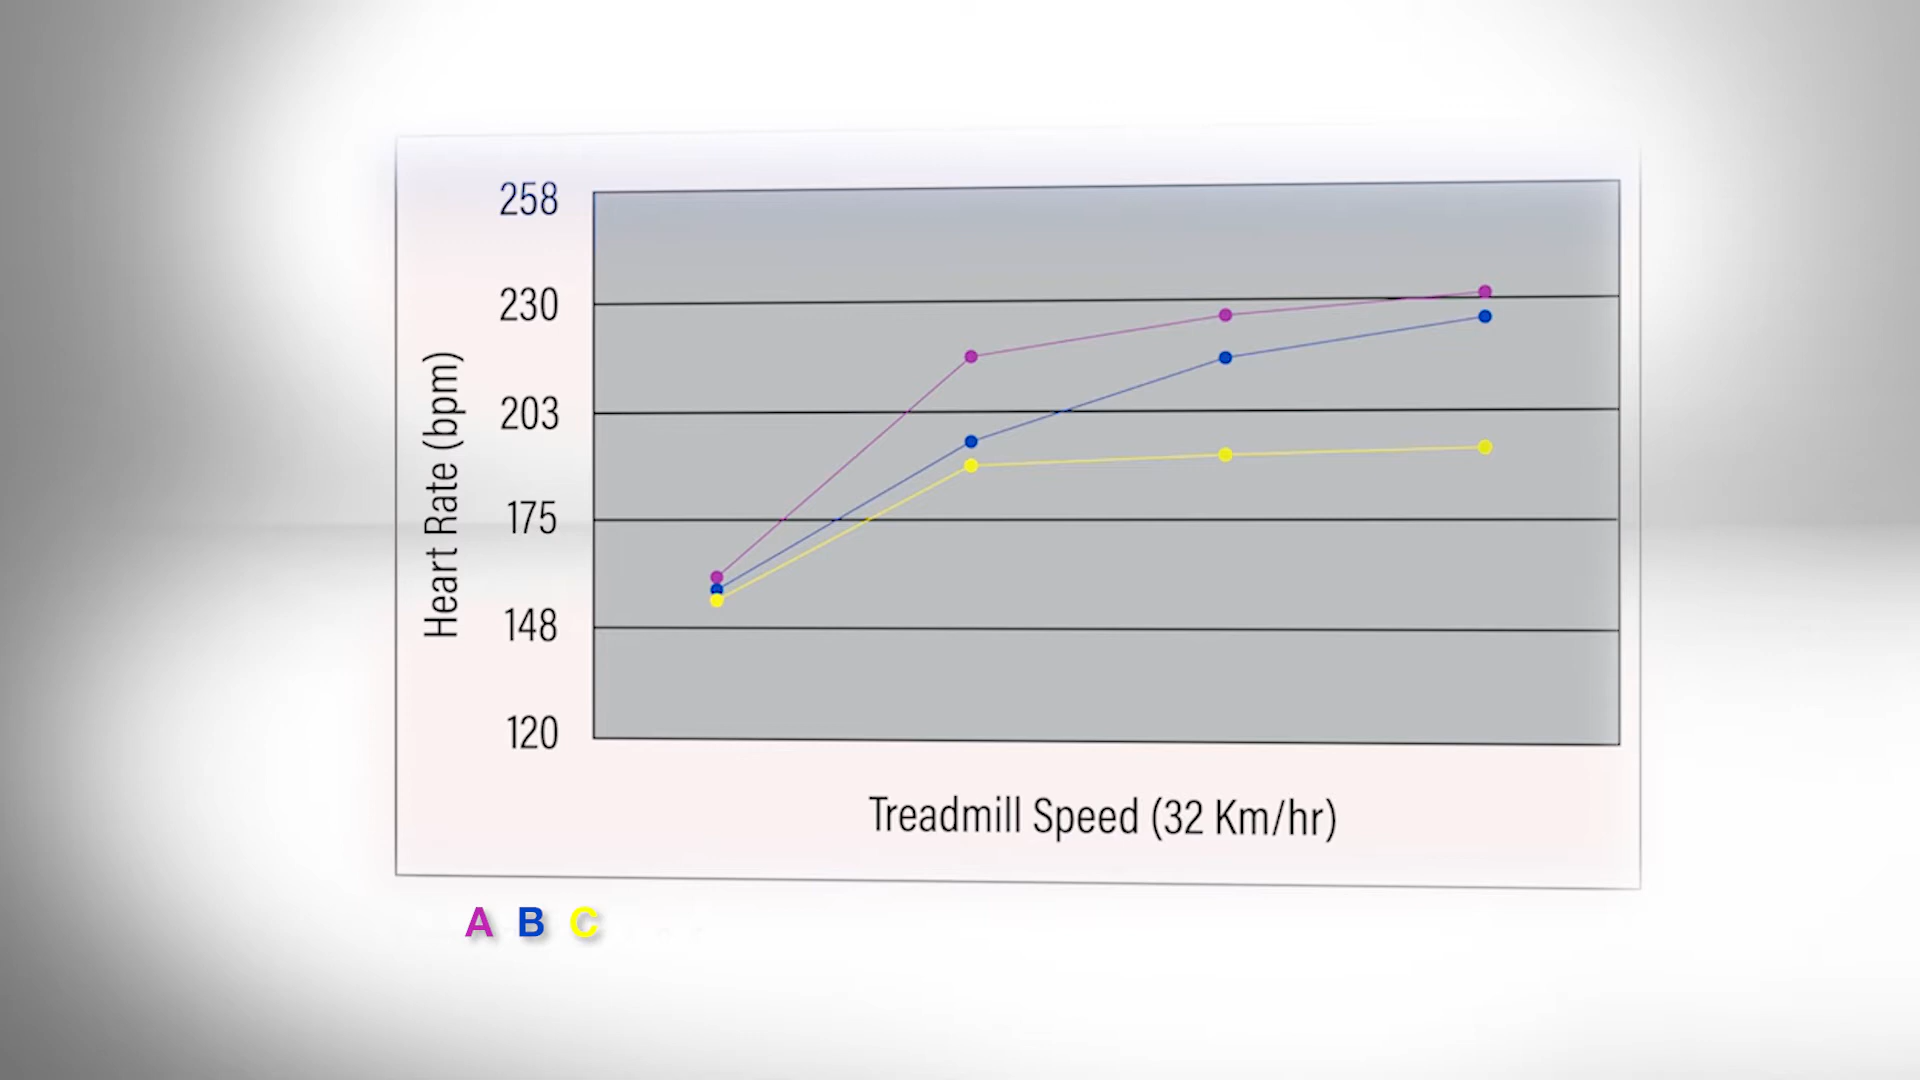 258
230
203
175
148
120
Heart Rate (bpm)
Treadmill Speed (32 Km/hr)
A B C